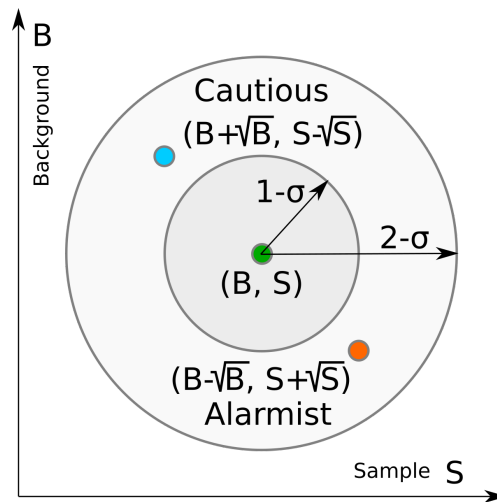 B
Background
Cautious
(B+√B, S-√S)
1-σ
2-σ
(B, S)
(B-√B, S+√S)
Alarmist
Sample S